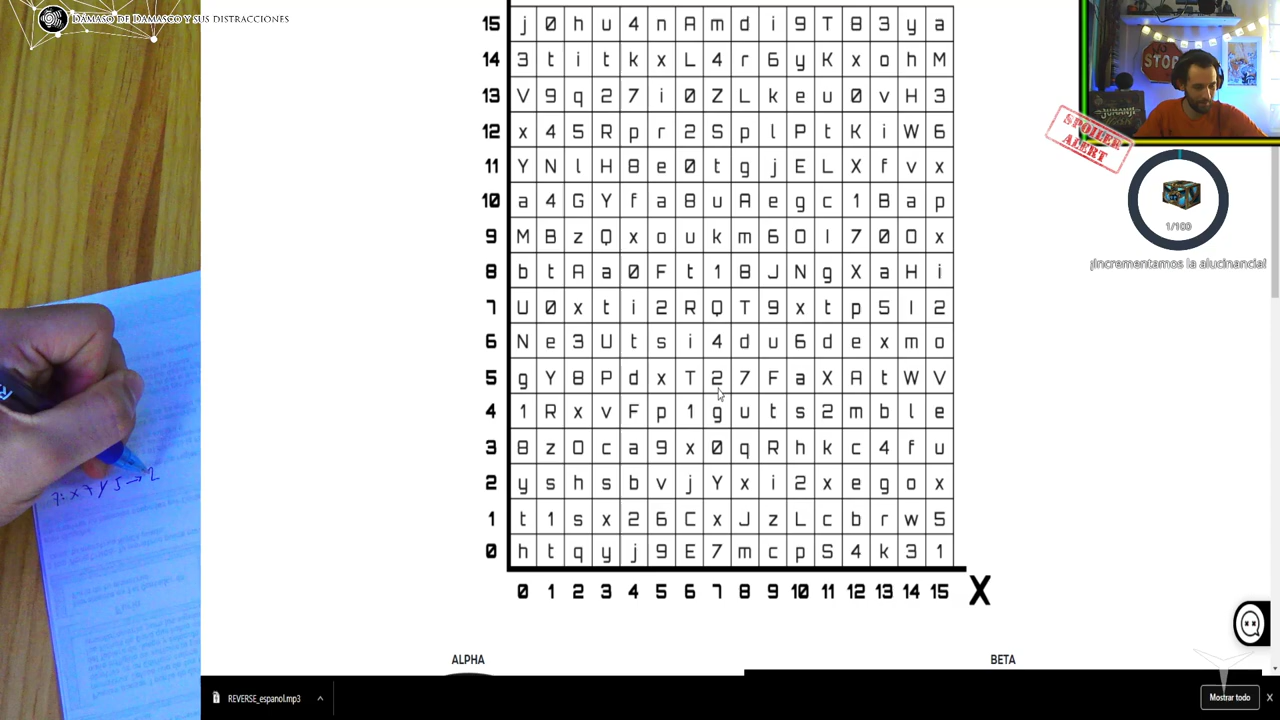 DÁMASO DE DAMASCO Y SUS DISTRACCIONES
15 j 0 h u 4 n A m d i 9 T 8 3 y a
14 3 t i t k x L 4 r 6 y K x o h M
13 V 9 q 2 7 i 0 Z L k e u 0 v H 3
12 x 4 5 R p r 2 S p l P t K i W 6
11 Y N l H 8 e 0 t g j E L X f v x
10 a 4 G Y f a 8 u A e g c 1 B a p
9 M B z Q x o u k m 6 O I 7 0 O x
8 b t A a 0 F t 1 8 J N g X a H i
7 U 0 x t i 2 R Q T 9 x t p 5 I 2
6 N e 3 U t s i 4 d u 6 d e x m o
5 g Y 8 P d x T 2 7 F a X A t W V
4 1 R x v F p 1 g u t s 2 m b l e
3 8 z O c a 9 x 0 q R h k c 4 f u
2 y s h s b v j Y x i 2 x e g o x
1 t 1 s x 2 6 C x J z L c b r w 5
0 h t q y j 9 E 7 m c p S 4 k 3 1
0 1 2 3 4 5 6 7 8 9 10 11 12 13 14 15 X
ALPHA
BETA
REVERSE_espanol.mp3
Mostrar todo
X
STOP
JUMANJI
SPOILER
ALERT
1/100
¡Incrementamos la alucinancia!